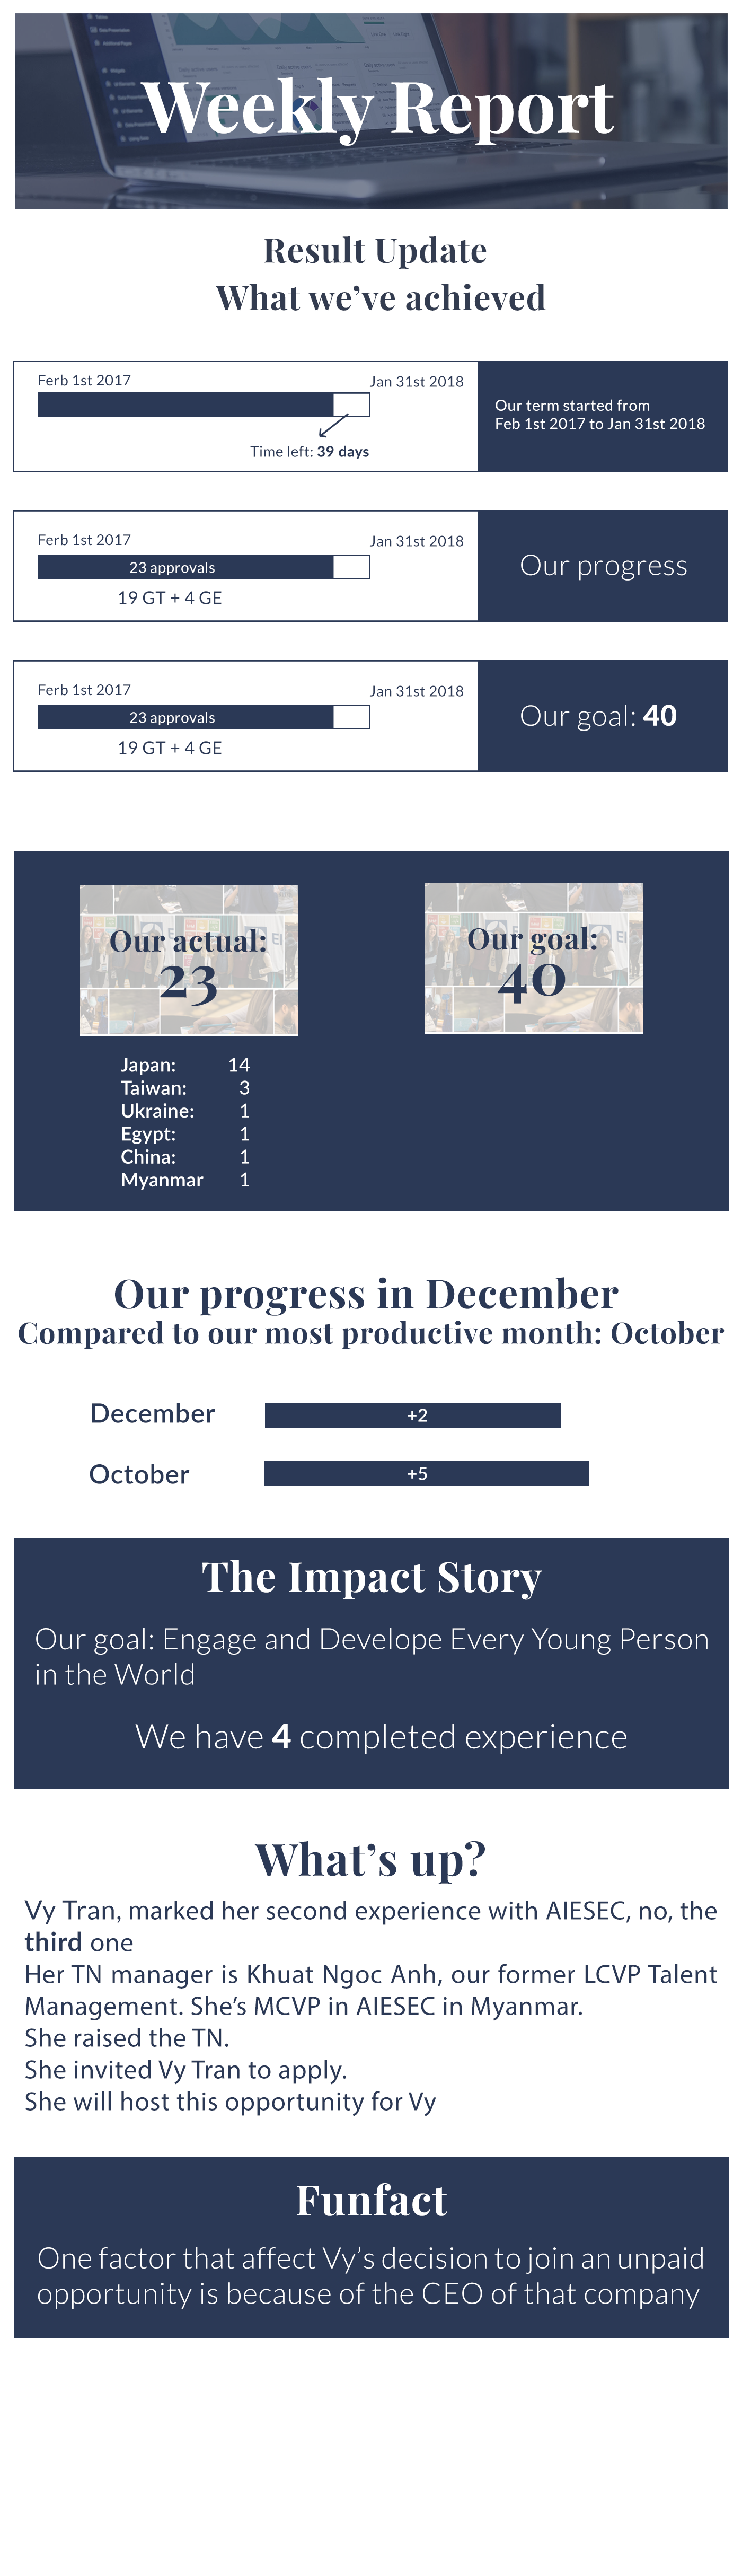 Weekly Report
Result Update
What we’ve achieved
Ferb 1st 2017
Jan 31st 2018
Time left: 39 days
Our term started from
Feb 1st 2017 to Jan 31st 2018
Ferb 1st 2017
Jan 31st 2018
23 approvals
19 GT + 4 GE
Our progress
Ferb 1st 2017
Jan 31st 2018
23 approvals
19 GT + 4 GE
Our goal: 40
Our actual:
23
Our goal:
40
Japan: 14
Taiwan: 3
Ukraine: 1
Egypt: 1
China: 1
Myanmar 1
Our progress in December
Compared to our most productive month: October
December +2
October +5
The Impact Story
Our goal: Engage and Develope Every Young Person
in the World
We have 4 completed experience
What’s up?
Vy Tran, marked her second experience with AIESEC, no, the
third one
Her TN manager is Khuat Ngoc Anh, our former LCVP Talent
Management. She’s MCVP in AIESEC in Myanmar.
She raised the TN.
She invited Vy Tran to apply.
She will host this opportunity for Vy
Funfact
One factor that affect Vy’s decision to join an unpaid
opportunity is because of the CEO of that company